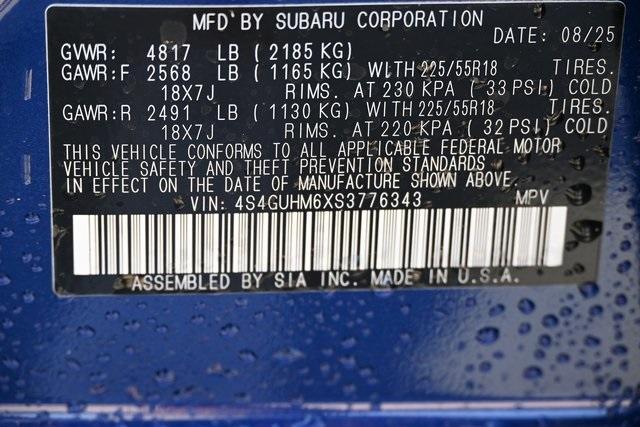 MFD BY SUBARU CORPORATION
DATE: 08/25
GVWR: 4817 LB ( 2185 KG)
GAWR:F 2568 LB ( 1165 KG) WITH 225/55R18 TIRES.
18X7J RIMS. AT 230 KPA ( 33 PSI) COLD
GAWR:R 2491 LB ( 1130 KG) WITH 225/55R18 TIRES.
18X7J RIMS. AT 220 KPA ( 32 PSI) COLD
THIS VEHICLE CONFORMS TO ALL APPLICABLE FEDERAL MOTOR
VEHICLE SAFETY AND THEFT PREVENTION STANDARDS
IN EFFECT ON THE DATE OF MANUFACTURE SHOWN ABOVE.
VIN: 4S4GUHM6XS3776343 MPV
ASSEMBLED BY SIA INC. MADE IN U.S.A.